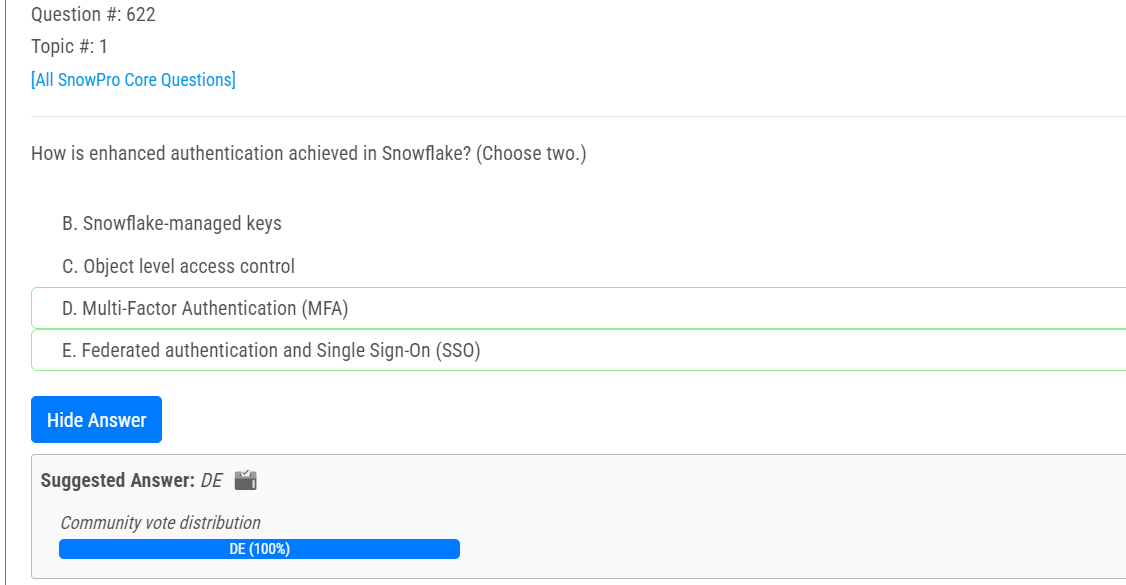 Question #: 622
Topic #: 1
[All SnowPro Core Questions]
How is enhanced authentication achieved in Snowflake? (Choose two.)
B. Snowflake-managed keys
C. Object level access control
D. Multi-Factor Authentication (MFA)
E. Federated authentication and Single Sign-On (SSO)
Hide Answer
Suggested Answer: DE
Community vote distribution
DE (100%)